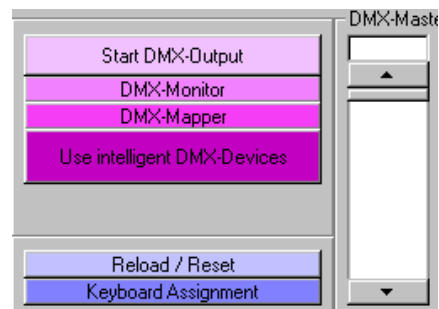 DMX-Maste
Start DMX-Output
DMX-Monitor
DMX-Mapper
Use intelligent DMX-Devices
Reload / Reset
Keyboard Assignment